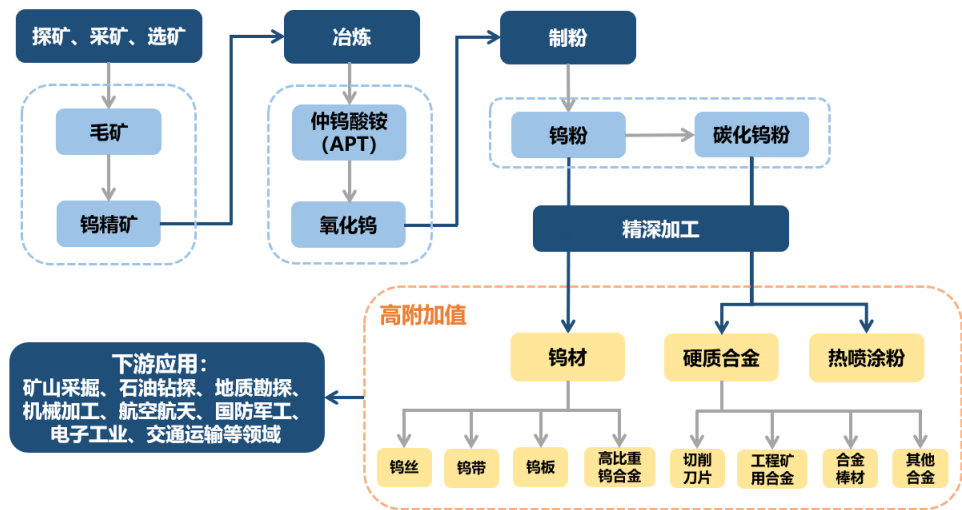 探矿、采矿、选矿
冶炼
制粉
毛矿
仲钨酸铵
（APT）
钨粉
碳化钨粉
钨精矿
氧化钨
精深加工
高附加值
钨材
硬质合金
热喷涂粉
下游应用：
矿山采掘、石油钻探、地质勘探、
机械加工、航空航天、国防军工、
电子工业、交通运输等领域
钨丝
钨带
钨板
高比重
钨合金
切削
刀片
工程矿
用合金
合金
棒材
其他
合金